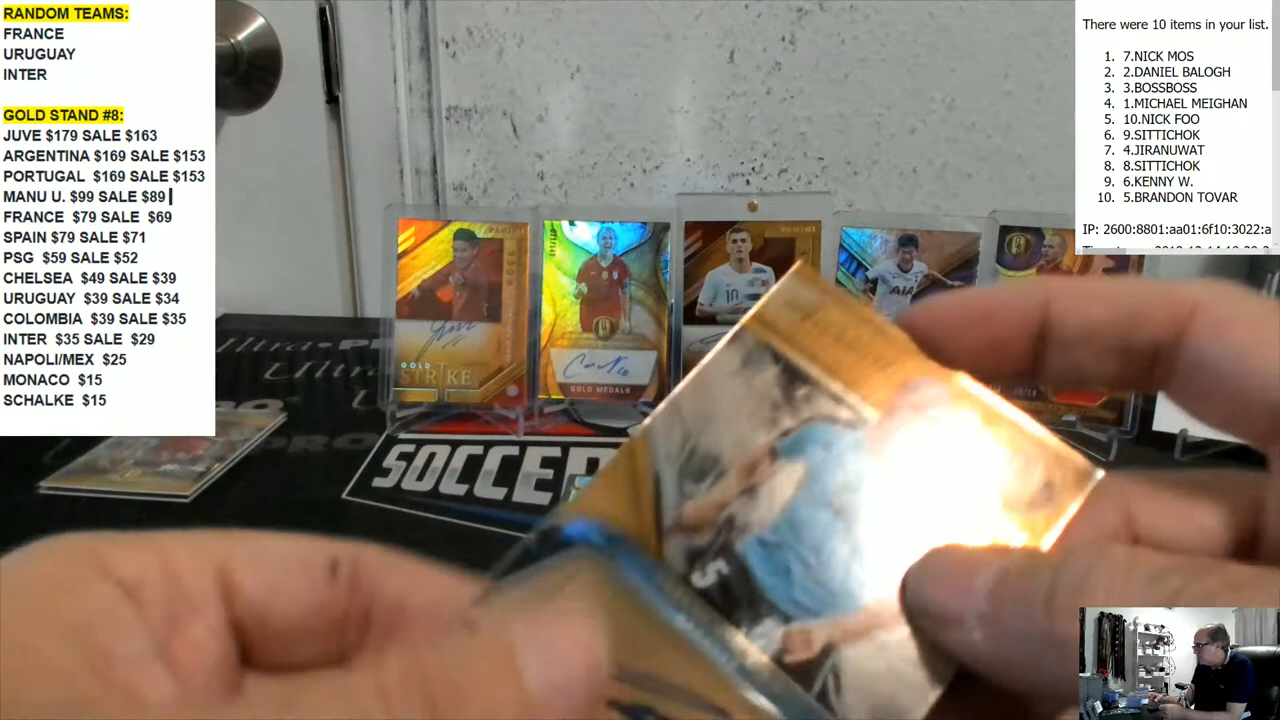 RANDOM TEAMS:
FRANCE
URUGUAY
INTER
GOLD STAND #8:
JUVE $179 SALE $163
ARGENTINA $169 SALE $153
PORTUGAL $169 SALE $153
MANU U. $99 SALE $89
FRANCE $79 SALE $69
SPAIN $79 SALE $71
PSG $59 SALE $52
CHELSEA $49 SALE $39
URUGUAY $39 SALE $34
COLOMBIA $39 SALE $35
INTER $35 SALE $29
NAPOLI/MEX $25
MONACO $15
SCHALKE $15
There were 10 items in your list.
1. 7.NICK MOS
2. 2.DANIEL BALOGH
3. 3.BOSSBOSS
4. 1.MICHAEL MEIGHAN
5. 10.NICK FOO
6. 9.SITTICHOK
7. 4.JIRANUWAT
8. 8.SITTICHOK
9. 6.KENNY W.
10. 5.BRANDON TOVAR
IP: 2600:8801:aa01:6f10:3022:a
GOLD
STRIKE
GOLD MEDALS
10
AIA
Ultra
SOCCER
5